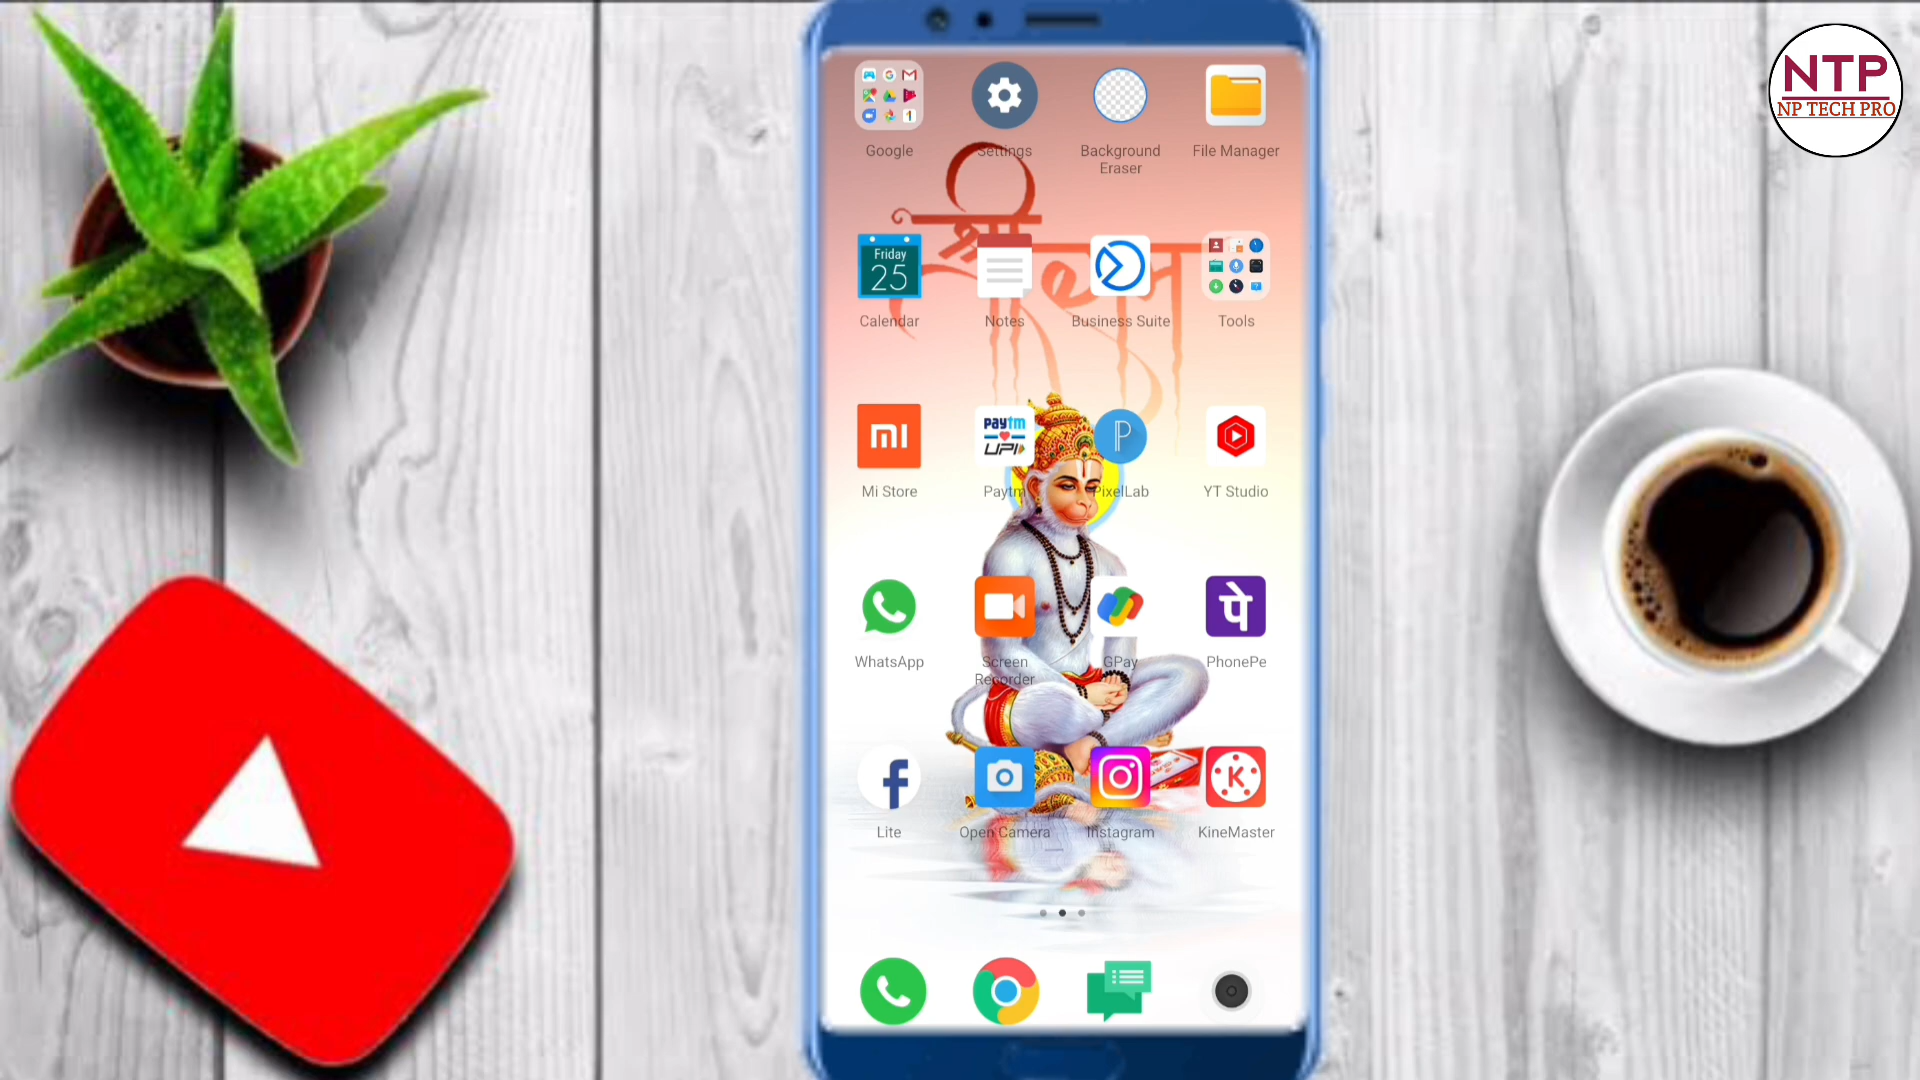 NTP
NP TECH PRO
Google
Settings
Background
Eraser
File Manager
श्री
राम
Friday
25
Calendar
Notes
Business Suite
Tools
Mi Store
paytm
UPI
Paytm
PixelLab
YT Studio
WhatsApp
Screen
Recorder
GPay
पे
PhonePe
Lite
Open Camera
Instagram
K
KineMaster